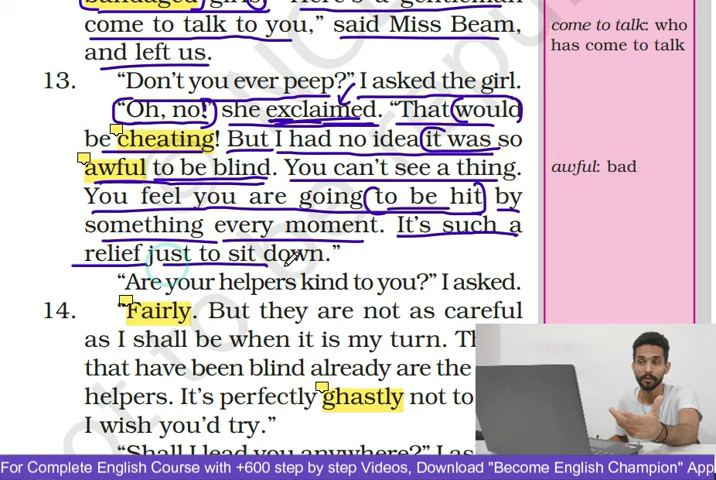 bandaged girls. "Here's a gentleman
come to talk to you," said Miss Beam,
and left us.
come to talk: who
has come to talk
13. "Don't you ever peep?" I asked the girl.
"Oh, no!" she exclaimed. "That would
be cheating! But I had no idea it was so
awful to be blind. You can't see a thing.
awful: bad
You feel you are going to be hit by
something every moment. It's such a
relief just to sit down."
"Are your helpers kind to you?" I asked.
14. "Fairly. But they are not as careful
as I shall be when it is my turn.
that have been blind already are the
helpers. It's perfectly ghastly not to
I wish you'd try."
"Shall I lead you anywhere?" I
For Complete English Course with +600 step by step Videos, Download "Become English Champion" App